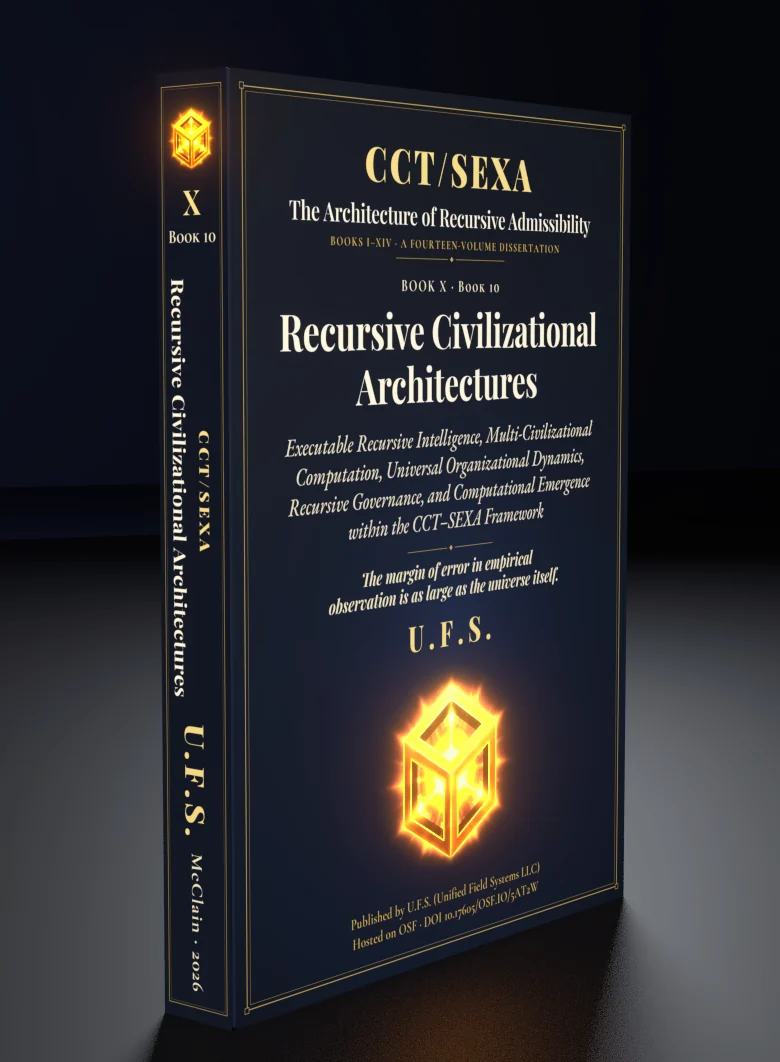 X
Book 10
Recursive Civilizational Architectures
CCT/SEXA
U.F.S.
McClain · 2026
CCT/SEXA
The Architecture of Recursive Admissibility
BOOKS I–XIV · A FOURTEEN-VOLUME DISSERTATION
BOOK X · Book 10
Recursive Civilizational
Architectures
Executable Recursive Intelligence, Multi-Civilizational
Computation, Universal Organizational Dynamics,
Recursive Governance, and Computational Emergence
within the CCT–SEXA Framework
The margin of error in empirical
observation is as large as the universe itself.
U.F.S.
Published by U.F.S. (Unified Field Systems LLC)
Hosted on OSF · DOI 10.17605/OSF.IO/5AT2W